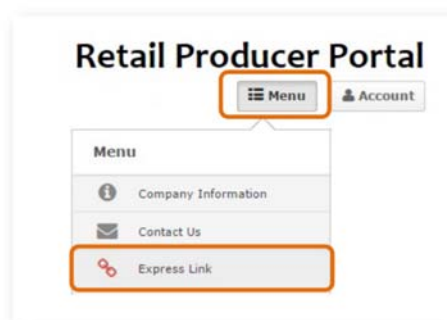 Retail Producer Portal
Menu Account
Menu
Company Information
Contact Us
Express Link